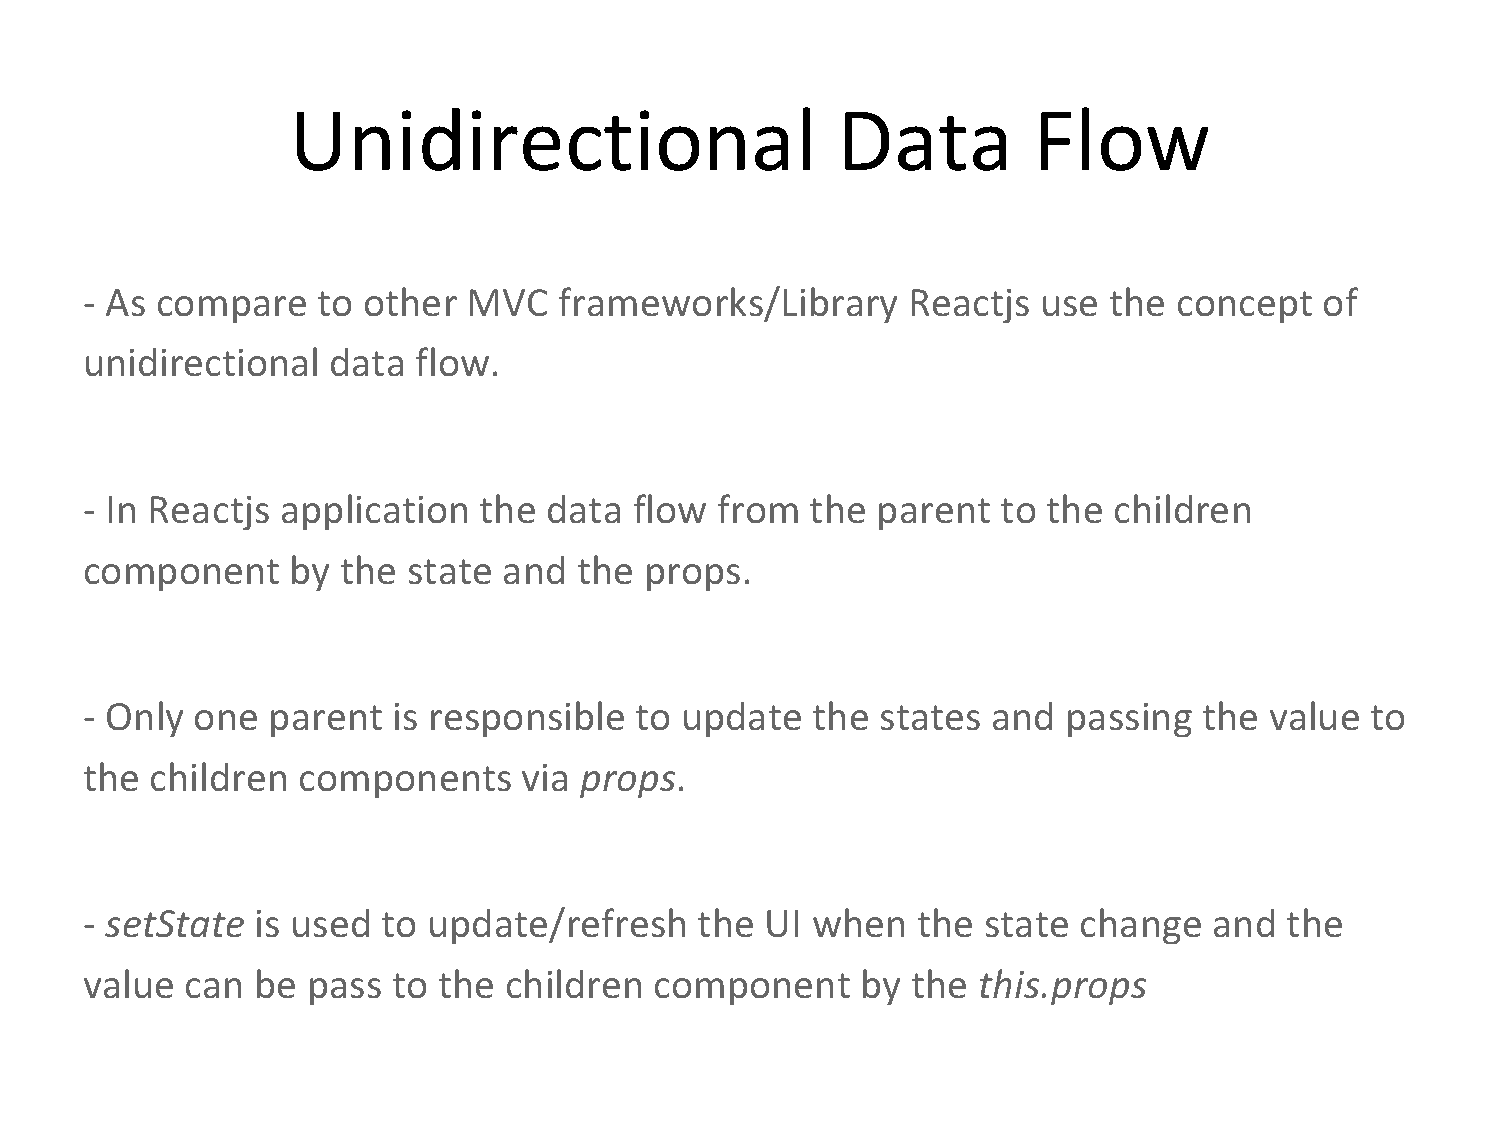 Unidirectional Data Flow
- As compare to other MVC frameworks/Library Reactjs use the concept of
unidirectional data flow.
- In Reactjs application the data flow from the parent to the children
component by the state and the props.
- Only one parent is responsible to update the states and passing the value to
the children components via props.
- setState is used to update/refresh the UI when the state change and the
value can be pass to the children component by the this.props